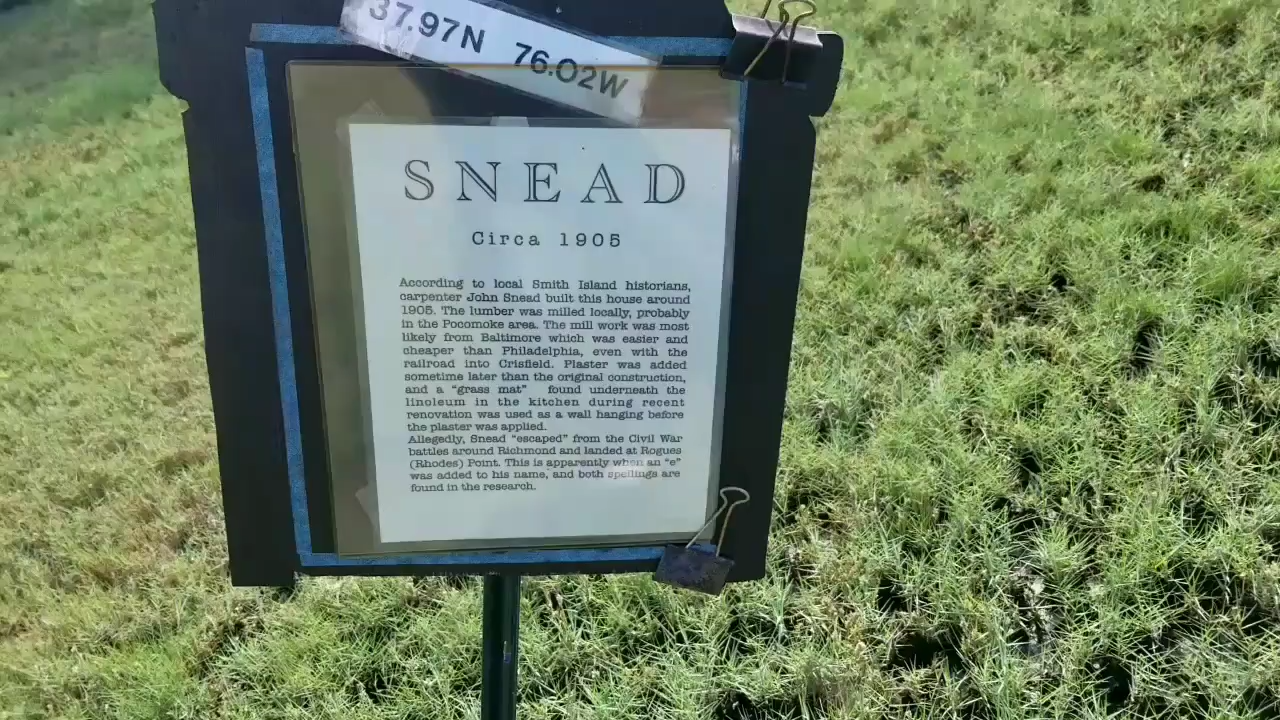 37.97N 76.02W
SNEAD
Circa 1905
According to local Smith Island historians,
carpenter John Snead built this house around
1905. The lumber was milled locally, probably
in the Pocomoke area. The mill work was most
likely from Baltimore which was easier and
cheaper than Philadelphia, even with the
railroad into Crisfield. Plaster was added
sometime later than the original construction,
and a “grass mat” found underneath the
linoleum in the kitchen during recent
renovation was used as a wall hanging before
the plaster was applied.
Allegedly, Snead “escaped” from the Civil War
battles around Richmond and landed at Rogues
(Rhodes) Point. This is apparently when an “e”
was added to his name, and both spellings are
found in the research.